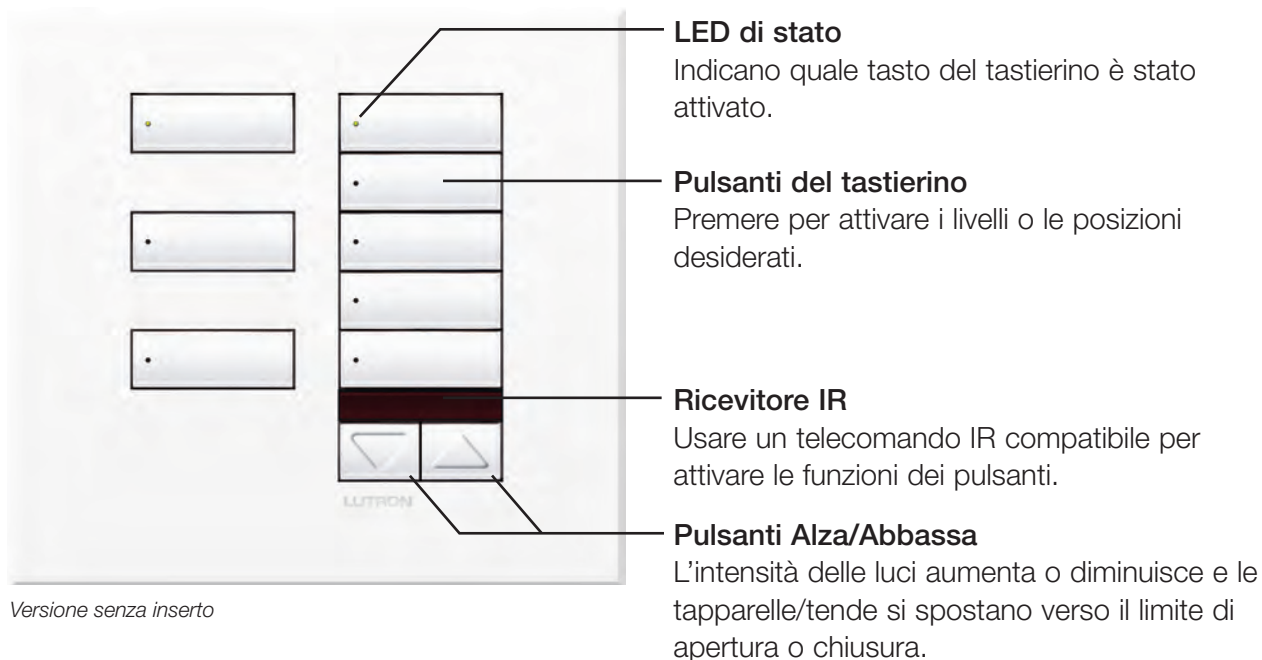 LED di stato
Indicano quale tasto del tastierino è stato
attivato.
Pulsanti del tastierino
Premere per attivare i livelli o le posizioni
desiderati.
Ricevitore IR
Usare un telecomando IR compatibile per
attivare le funzioni dei pulsanti.
LUTRON
Pulsanti Alza/Abbassa
L'intensità delle luci aumenta o diminuisce e le
tapparelle/tende si spostano verso il limite di
apertura o chiusura.
Versione senza inserto